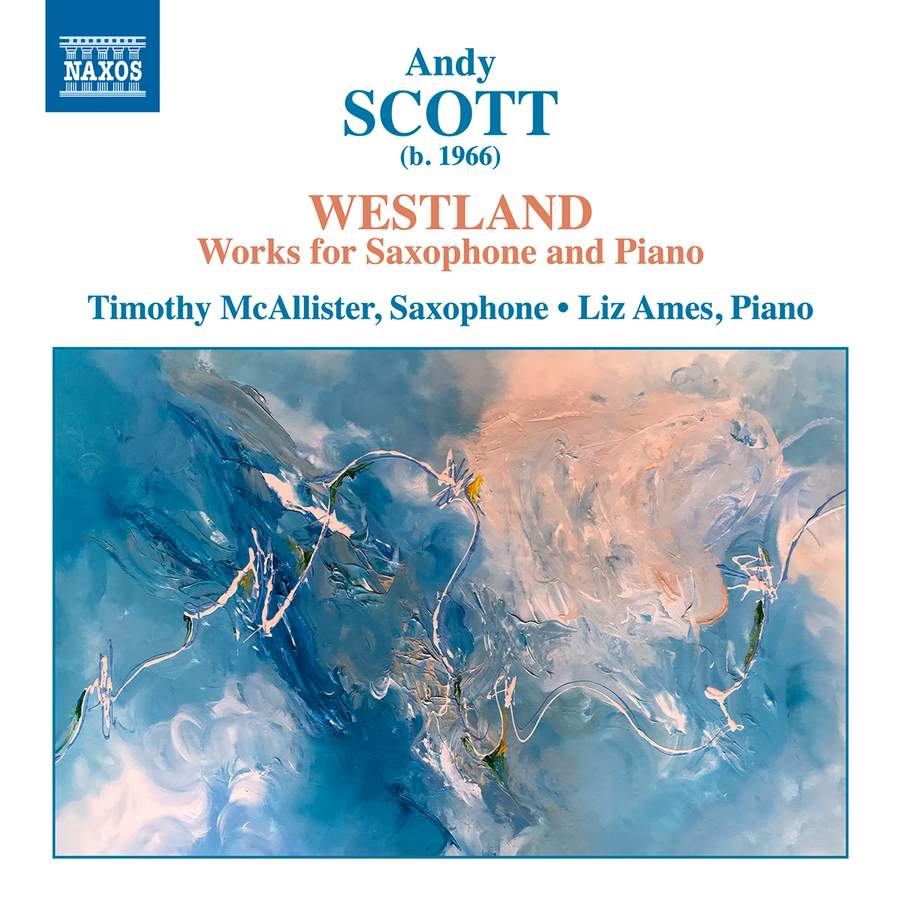 NAXOS
Andy
SCOTT
(b. 1966)
WESTLAND
Works for Saxophone and Piano
Timothy McAllister, Saxophone • Liz Ames, Piano